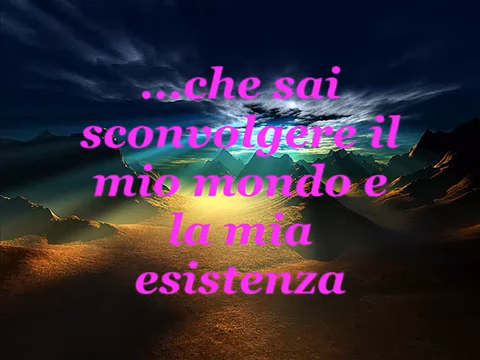 ...che sai
sconvolgere il
mio mondo e
la mia
esistenza